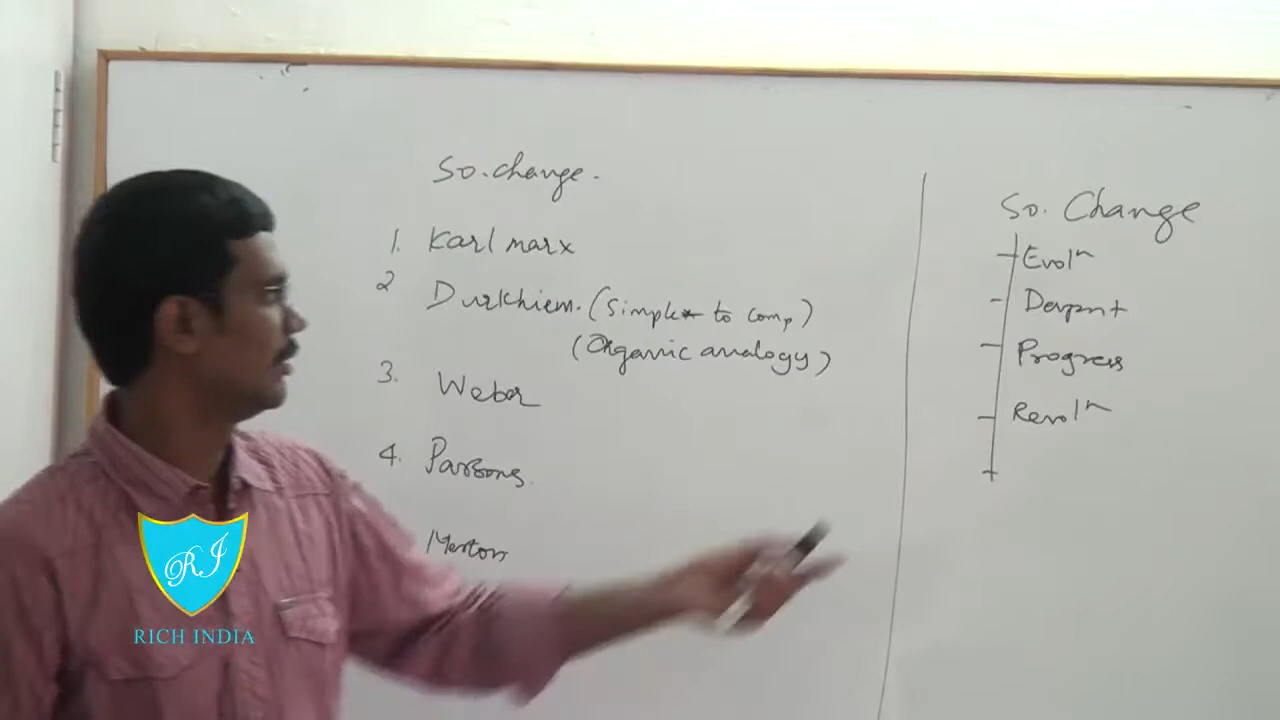 So. change.
1. Karl marx
2 Durkhiem. (Simple to comp)
(Organic analogy)
3. Weber
4. Parsons.
Merton
So. Change
Evolⁿ
Devpmt
Progress
Revolⁿ
RJ
RICH INDIA